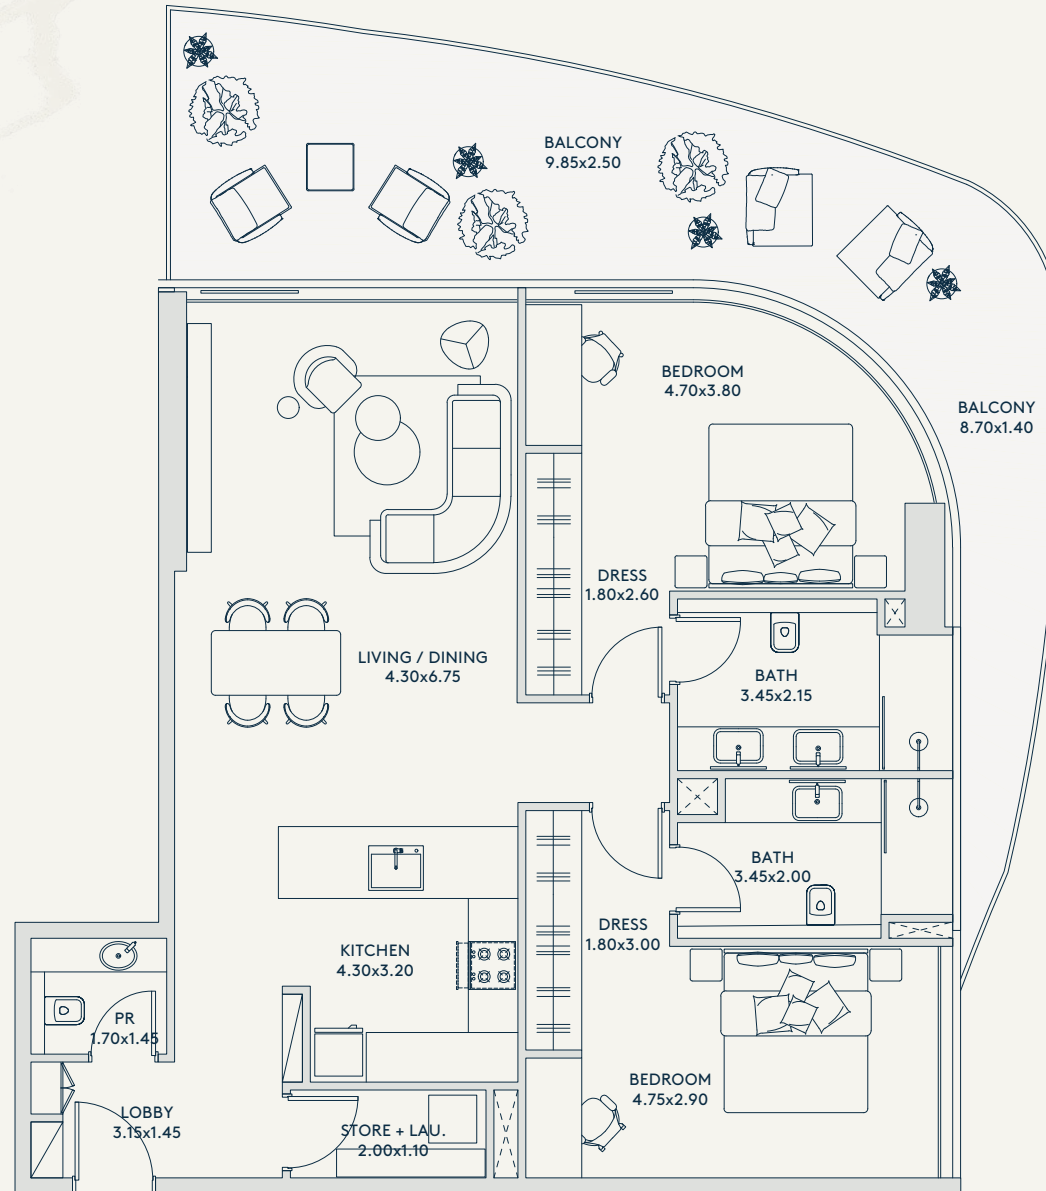 BALCONY
9.85x2.50
BEDROOM
4.70x3.80
BALCONY
8.70x1.40
DRESS
1.80x2.60
LIVING / DINING
4.30x6.75
BATH
3.45x2.15
BATH
3.45x2.00
DRESS
1.80x3.00
KITCHEN
4.30x3.20
PR
1.70x1.45
BEDROOM
4.75x2.90
LOBBY
3.15x1.45
STORE + LAU.
2.00x1.10